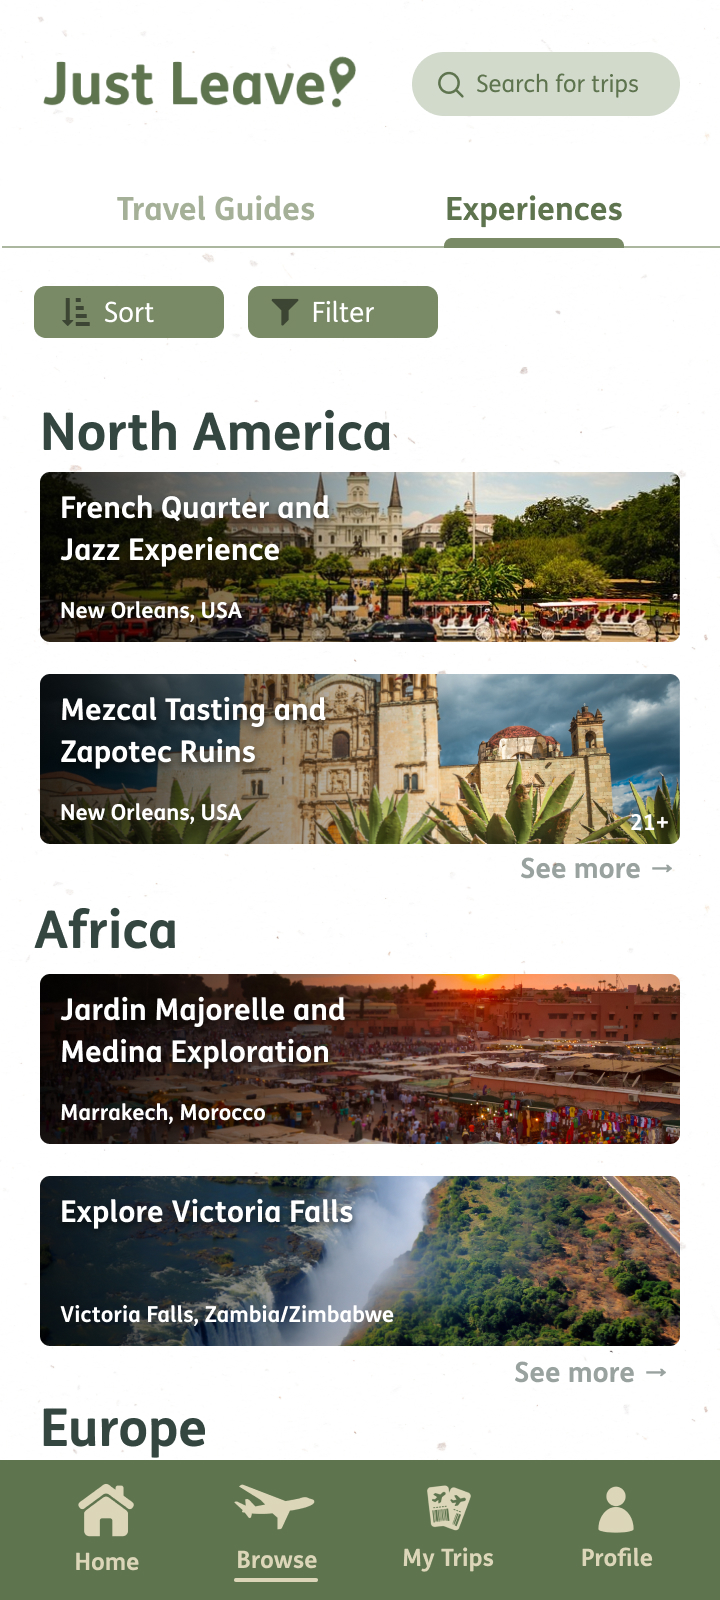 Just Leave?
Search for trips
Travel Guides
Experiences
Sort
Filter
North America
French Quarter and
Jazz Experience
New Orleans, USA
Mezcal Tasting and
Zapotec Ruins
New Orleans, USA
21+
See more →
Africa
Jardin Majorelle and
Medina Exploration
Marrakech, Morocco
Explore Victoria Falls
Victoria Falls, Zambia/Zimbabwe
See more →
Europe
Home
Browse
My Trips
Profile